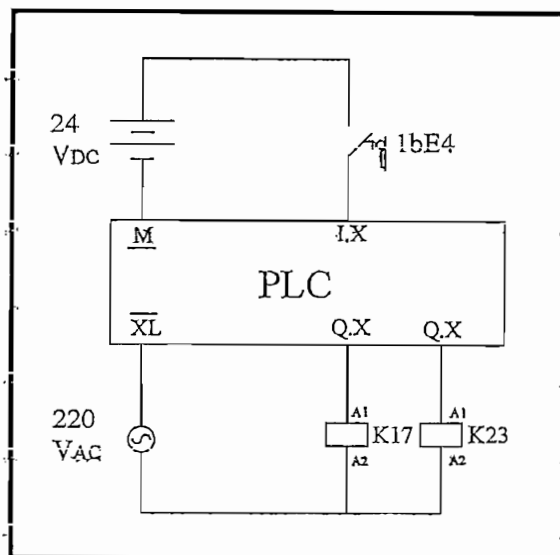 24
VDC
1bE4
M
I.X
PLC
XL
Q.X
Q.X
220
VAC
A1
K17
A1
K23
A2
A2